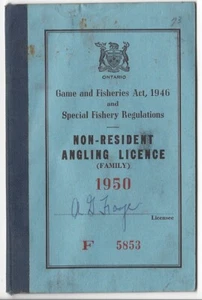 ONTARIO
Game and Fisheries Act, 1946
and
Special Fishery Regulations
NON-RESIDENT
ANGLING LICENCE
(FAMILY)
1950
Licensee
F 5853